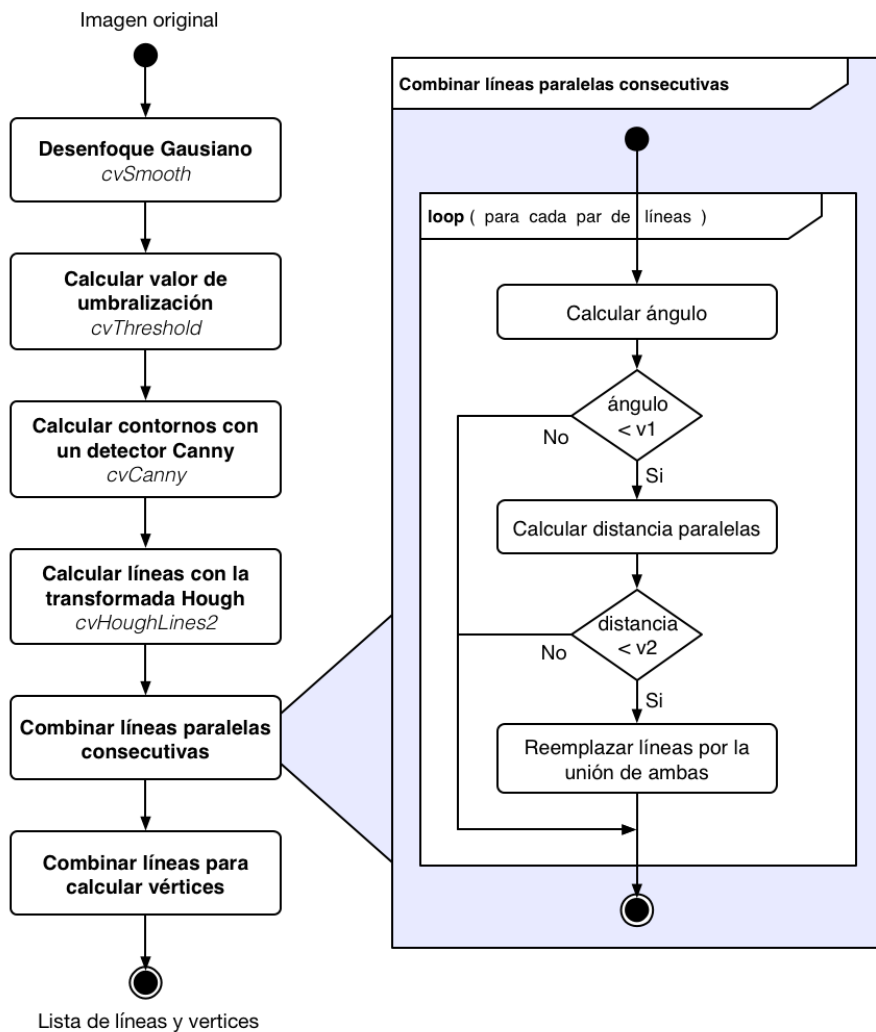 Imagen original
Desenfoque Gausiano
cvSmooth
Calcular valor de
umbralización
cvThreshold
Calcular contornos con
un detector Canny
cvCanny
Calcular líneas con la
transformada Hough
cvHoughLines2
Combinar líneas paralelas
consecutivas
Combinar líneas para
calcular vértices
Lista de líneas y vertices
Combinar líneas paralelas consecutivas
loop ( para cada par de líneas )
Calcular ángulo
ángulo
< v1
No
Si
Calcular distancia paralelas
distancia
< v2
No
Si
Reemplazar líneas por la
unión de ambas